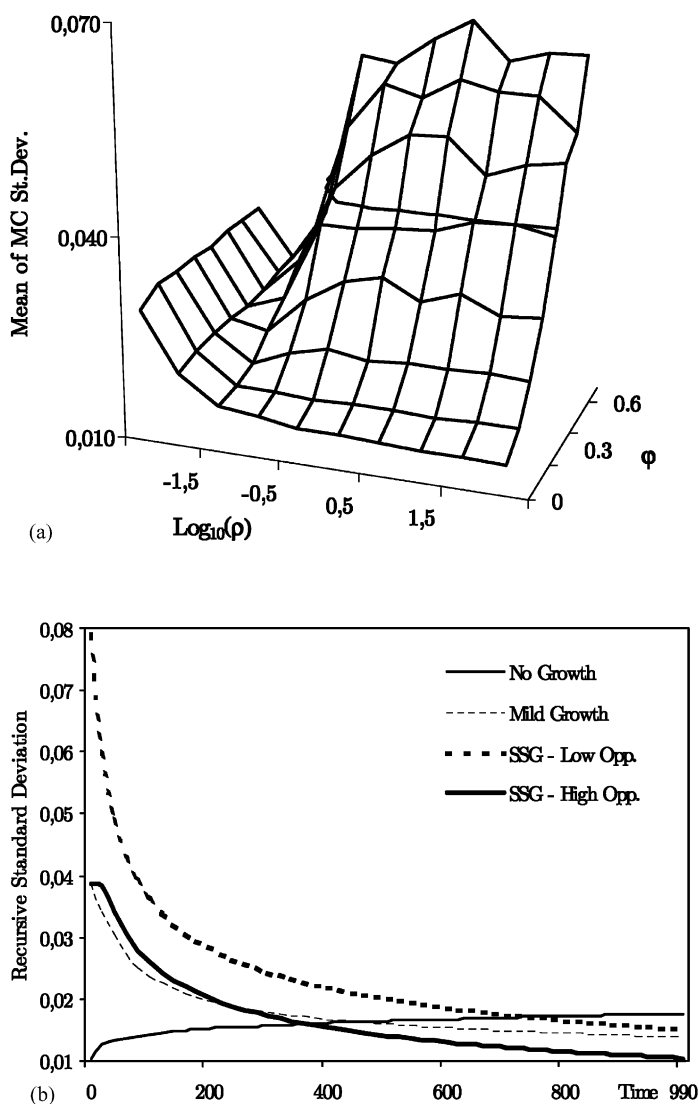 0,070
0,040
0,010
Mean of MC St.Dev.
-1,5
-0,5
0,5
1,5
Log10(ρ)
0
0.3
0.6
φ
(a)
0,08
0,07
0,06
0,05
0,04
0,03
0,02
0,01
Recursive Standard Deviation
No Growth
Mild Growth
SSG - Low Opp.
SSG - High Opp.
0 200 400 600 800 Time 990
(b)